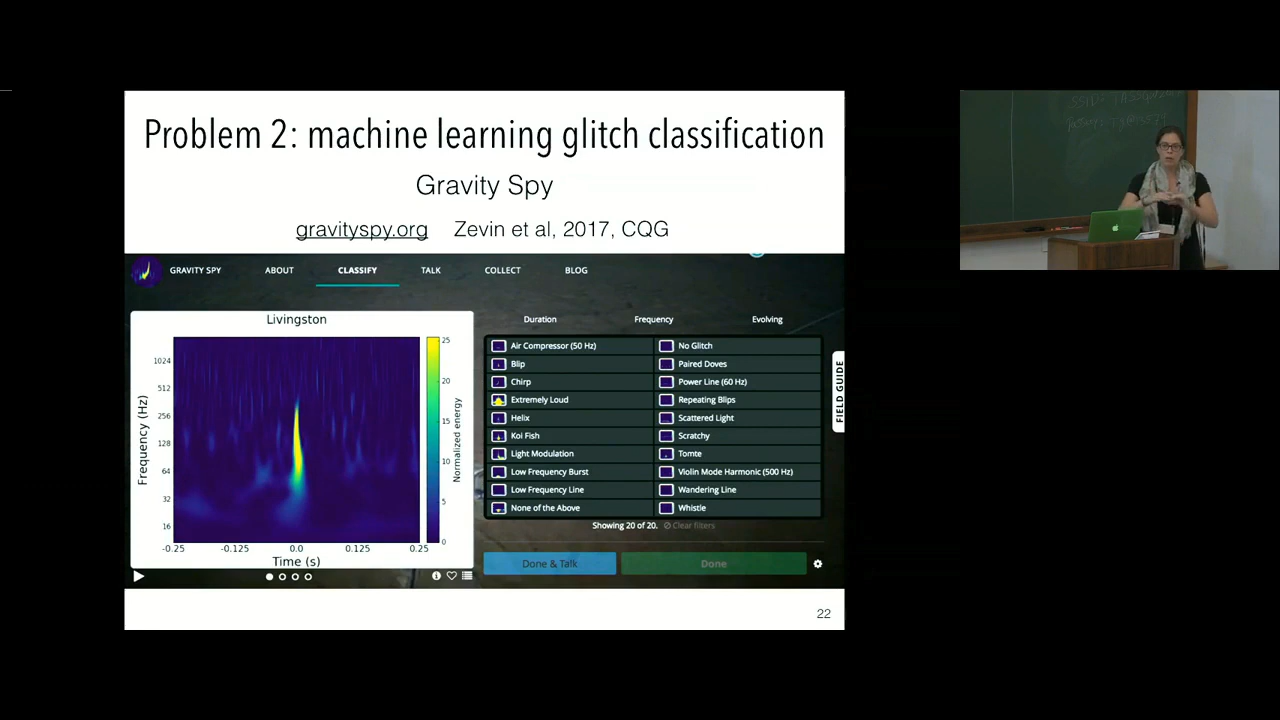 Problem 2: machine learning glitch classification
Gravity Spy
gravityspy.org Zevin et al, 2017, CQG
GRAVITY SPY ABOUT CLASSIFY TALK COLLECT BLOG
Livingston
Duration Frequency Evolving
Air Compressor (50 Hz) No Glitch
Blip Paired Doves
Chirp Power Line (60 Hz)
Extremely Loud Repeating Blips
Helix Scattered Light
Koi Fish Scratchy
Light Modulation Tomte
Low Frequency Burst Violin Mode Harmonic (500 Hz)
Low Frequency Line Wandering Line
None of the Above Whistle
Showing 20 of 20. Clear filters
Done & Talk Done
FIELD GUIDE
Frequency (Hz)
1024
512
256
128
64
32
16
-0.25 -0.125 0.0 0.125 0.25
Time (s)
25
20
15
10
5
0
Normalized energy
22